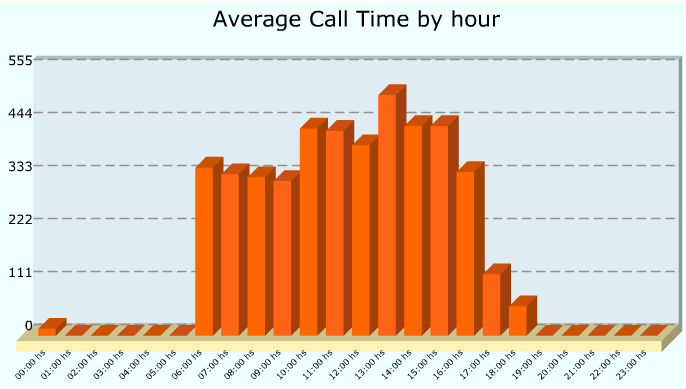 Average Call Time by hour
555
444
333
222
111
0
00:00 hs
01:00 hs
02:00 hs
03:00 hs
04:00 hs
05:00 hs
06:00 hs
07:00 hs
08:00 hs
09:00 hs
10:00 hs
11:00 hs
12:00 hs
13:00 hs
14:00 hs
15:00 hs
16:00 hs
17:00 hs
18:00 hs
19:00 hs
20:00 hs
21:00 hs
22:00 hs
23:00 hs